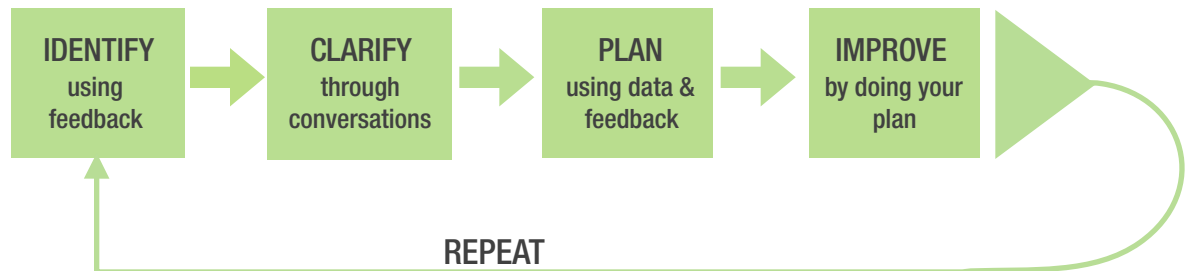 IDENTIFY
using
feedback
CLARIFY
through
conversations
PLAN
using data &
feedback
IMPROVE
by doing your
plan
REPEAT